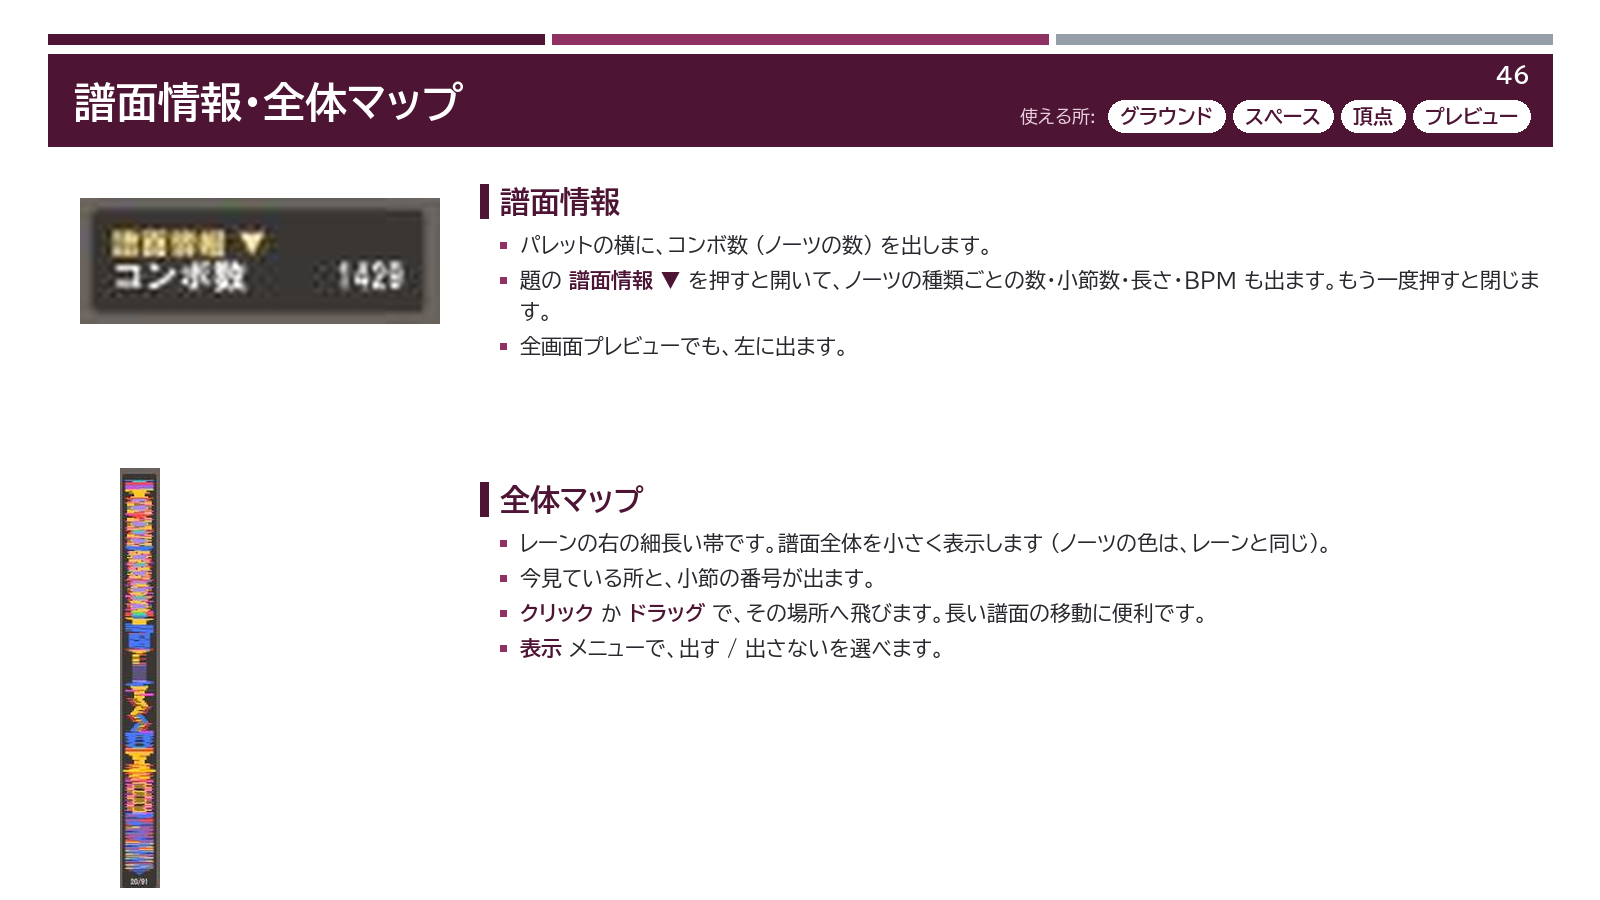 46
譜面情報・全体マップ
使える所: グラウンド スペース 頂点 プレビュー
譜面情報 ▼
コンボ数 1429
譜面情報
パレットの横に、コンボ数（ノーツの数）を出します。
題の 譜面情報 ▼ を押すと開いて、ノーツの種類ごとの数・小節数・長さ・BPM も出ます。もう一度押すと閉じま
す。
全画面プレビューでも、左に出ます。
全体マップ
レーンの右の細長い帯です。譜面全体を小さく表示します（ノーツの色は、レーンと同じ）。
今見ている所と、小節の番号が出ます。
クリック か ドラッグ で、その場所へ飛びます。長い譜面の移動に便利です。
表示 メニューで、出す / 出さないを選べます。